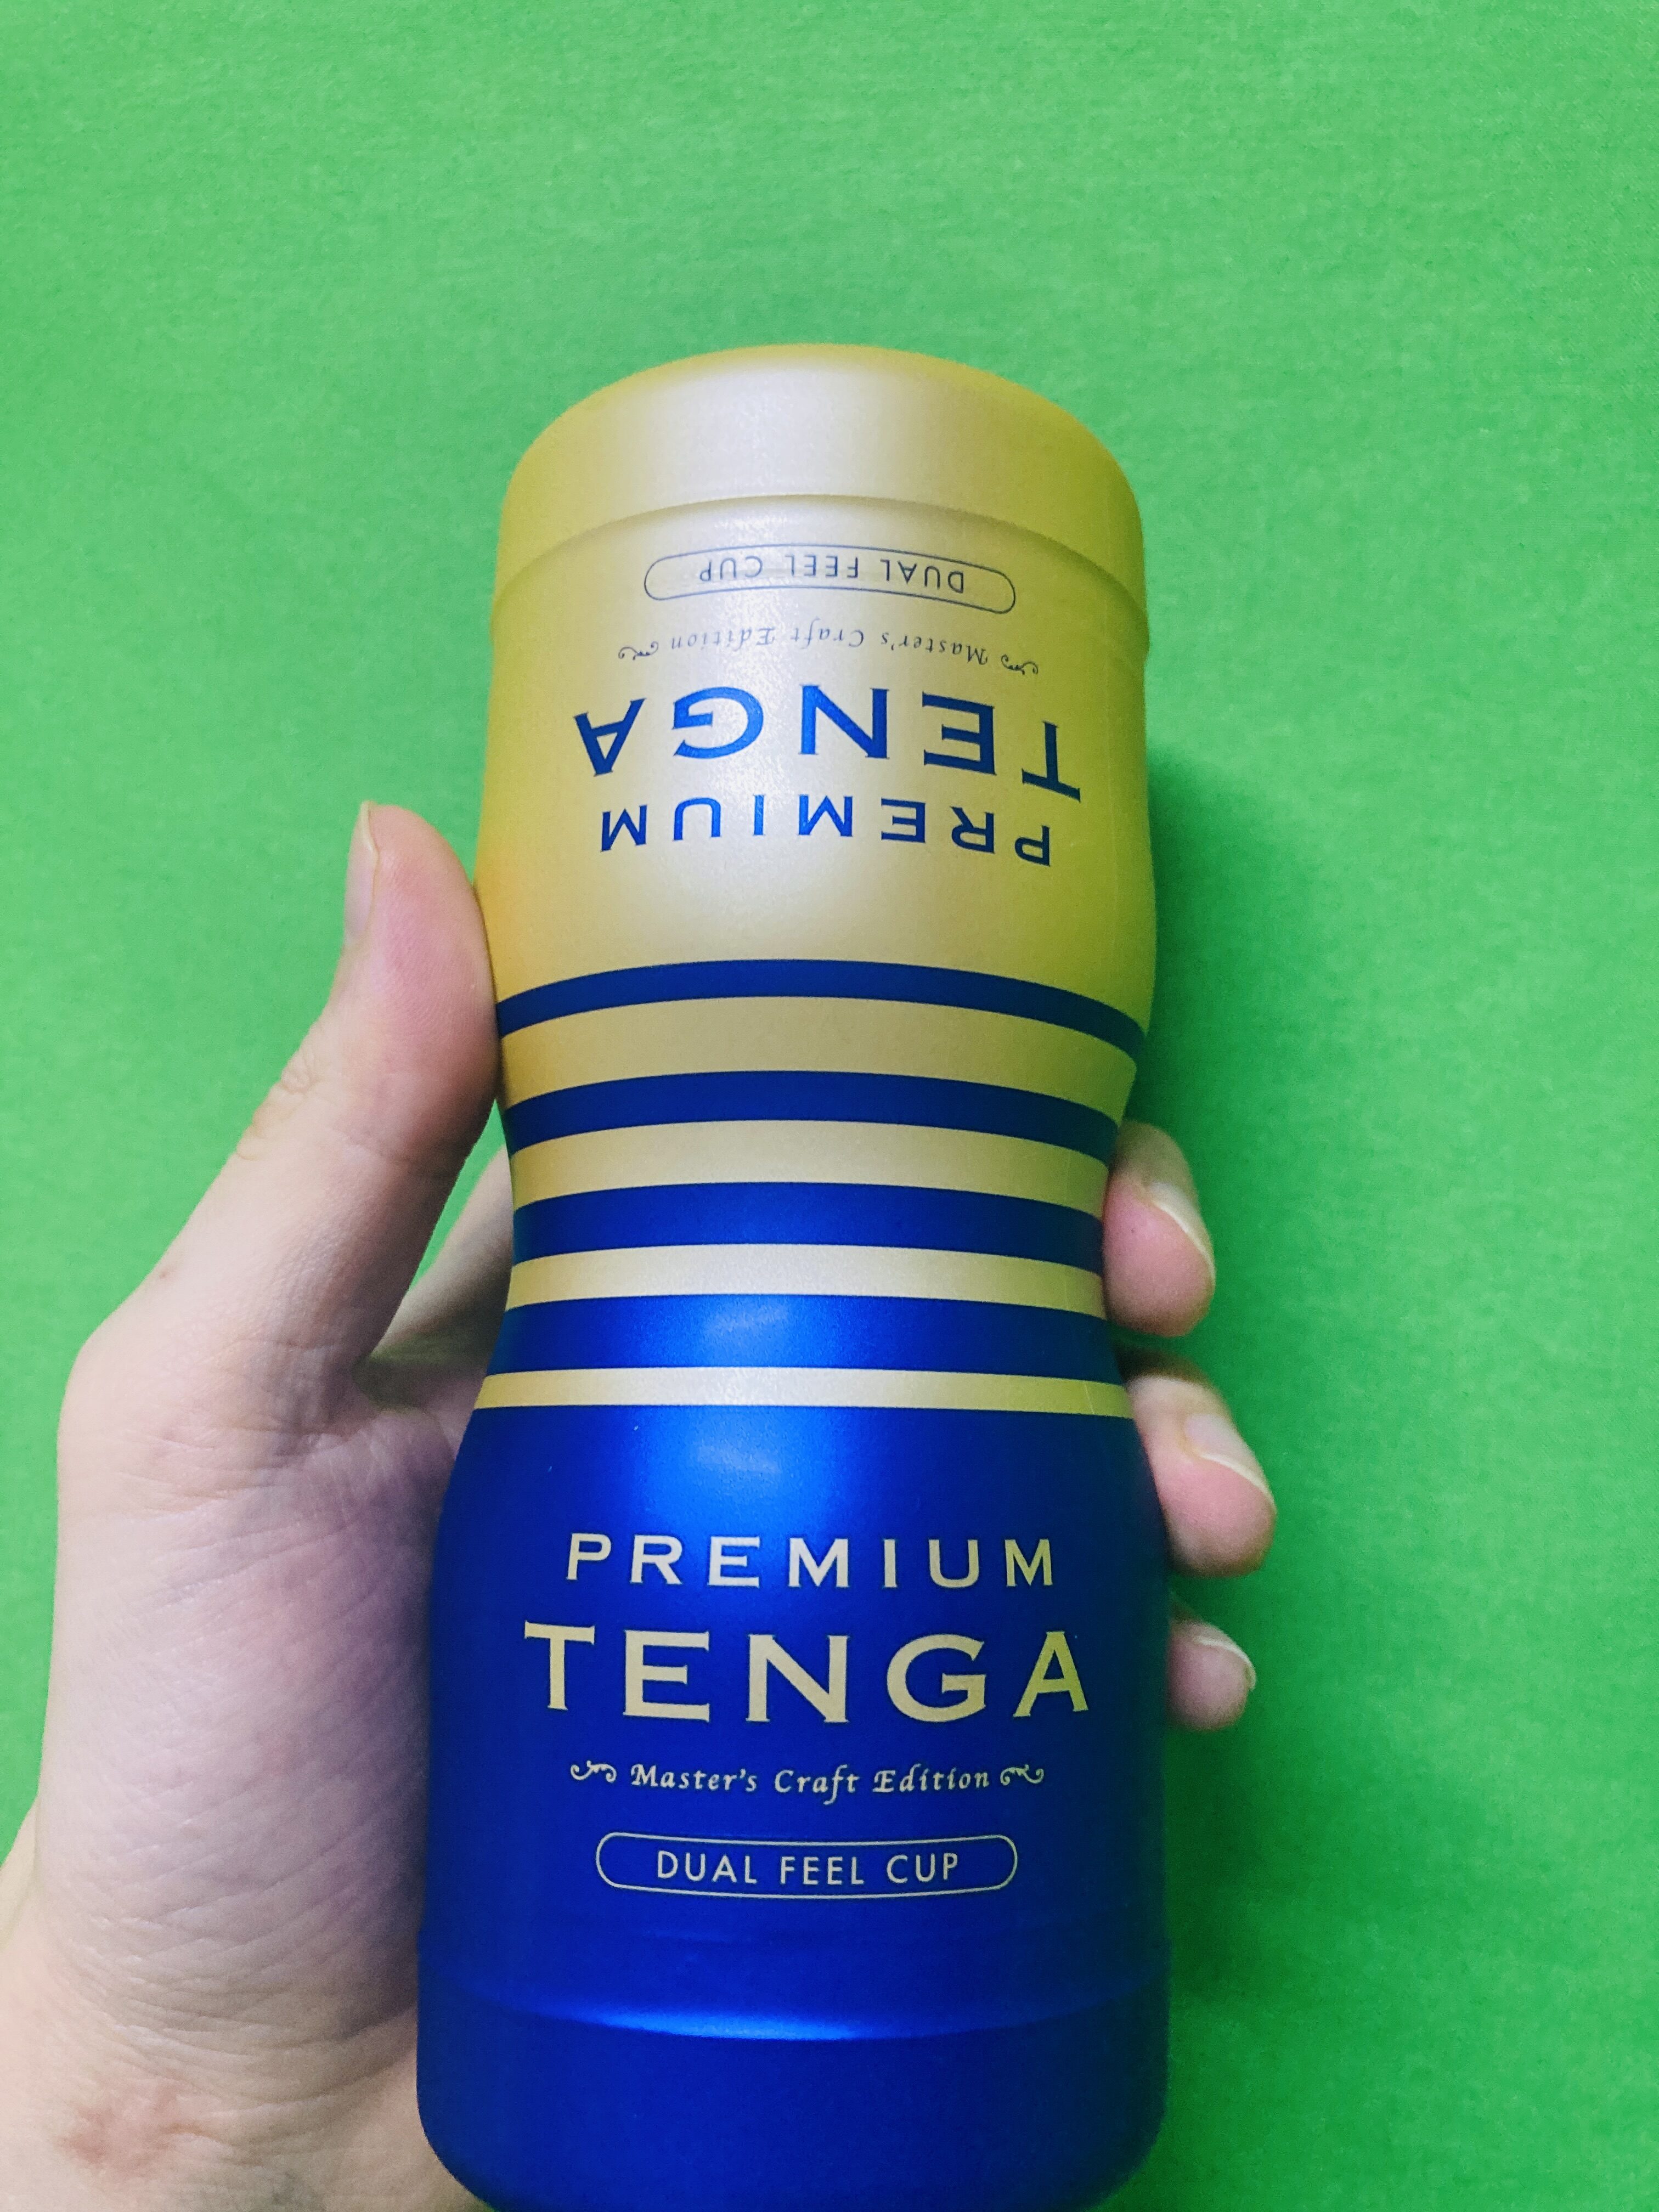 DUAL FEEL CUP
Master's Craft Edition
TENGA
PREMIUM
PREMIUM
TENGA
Master's Craft Edition
DUAL FEEL CUP